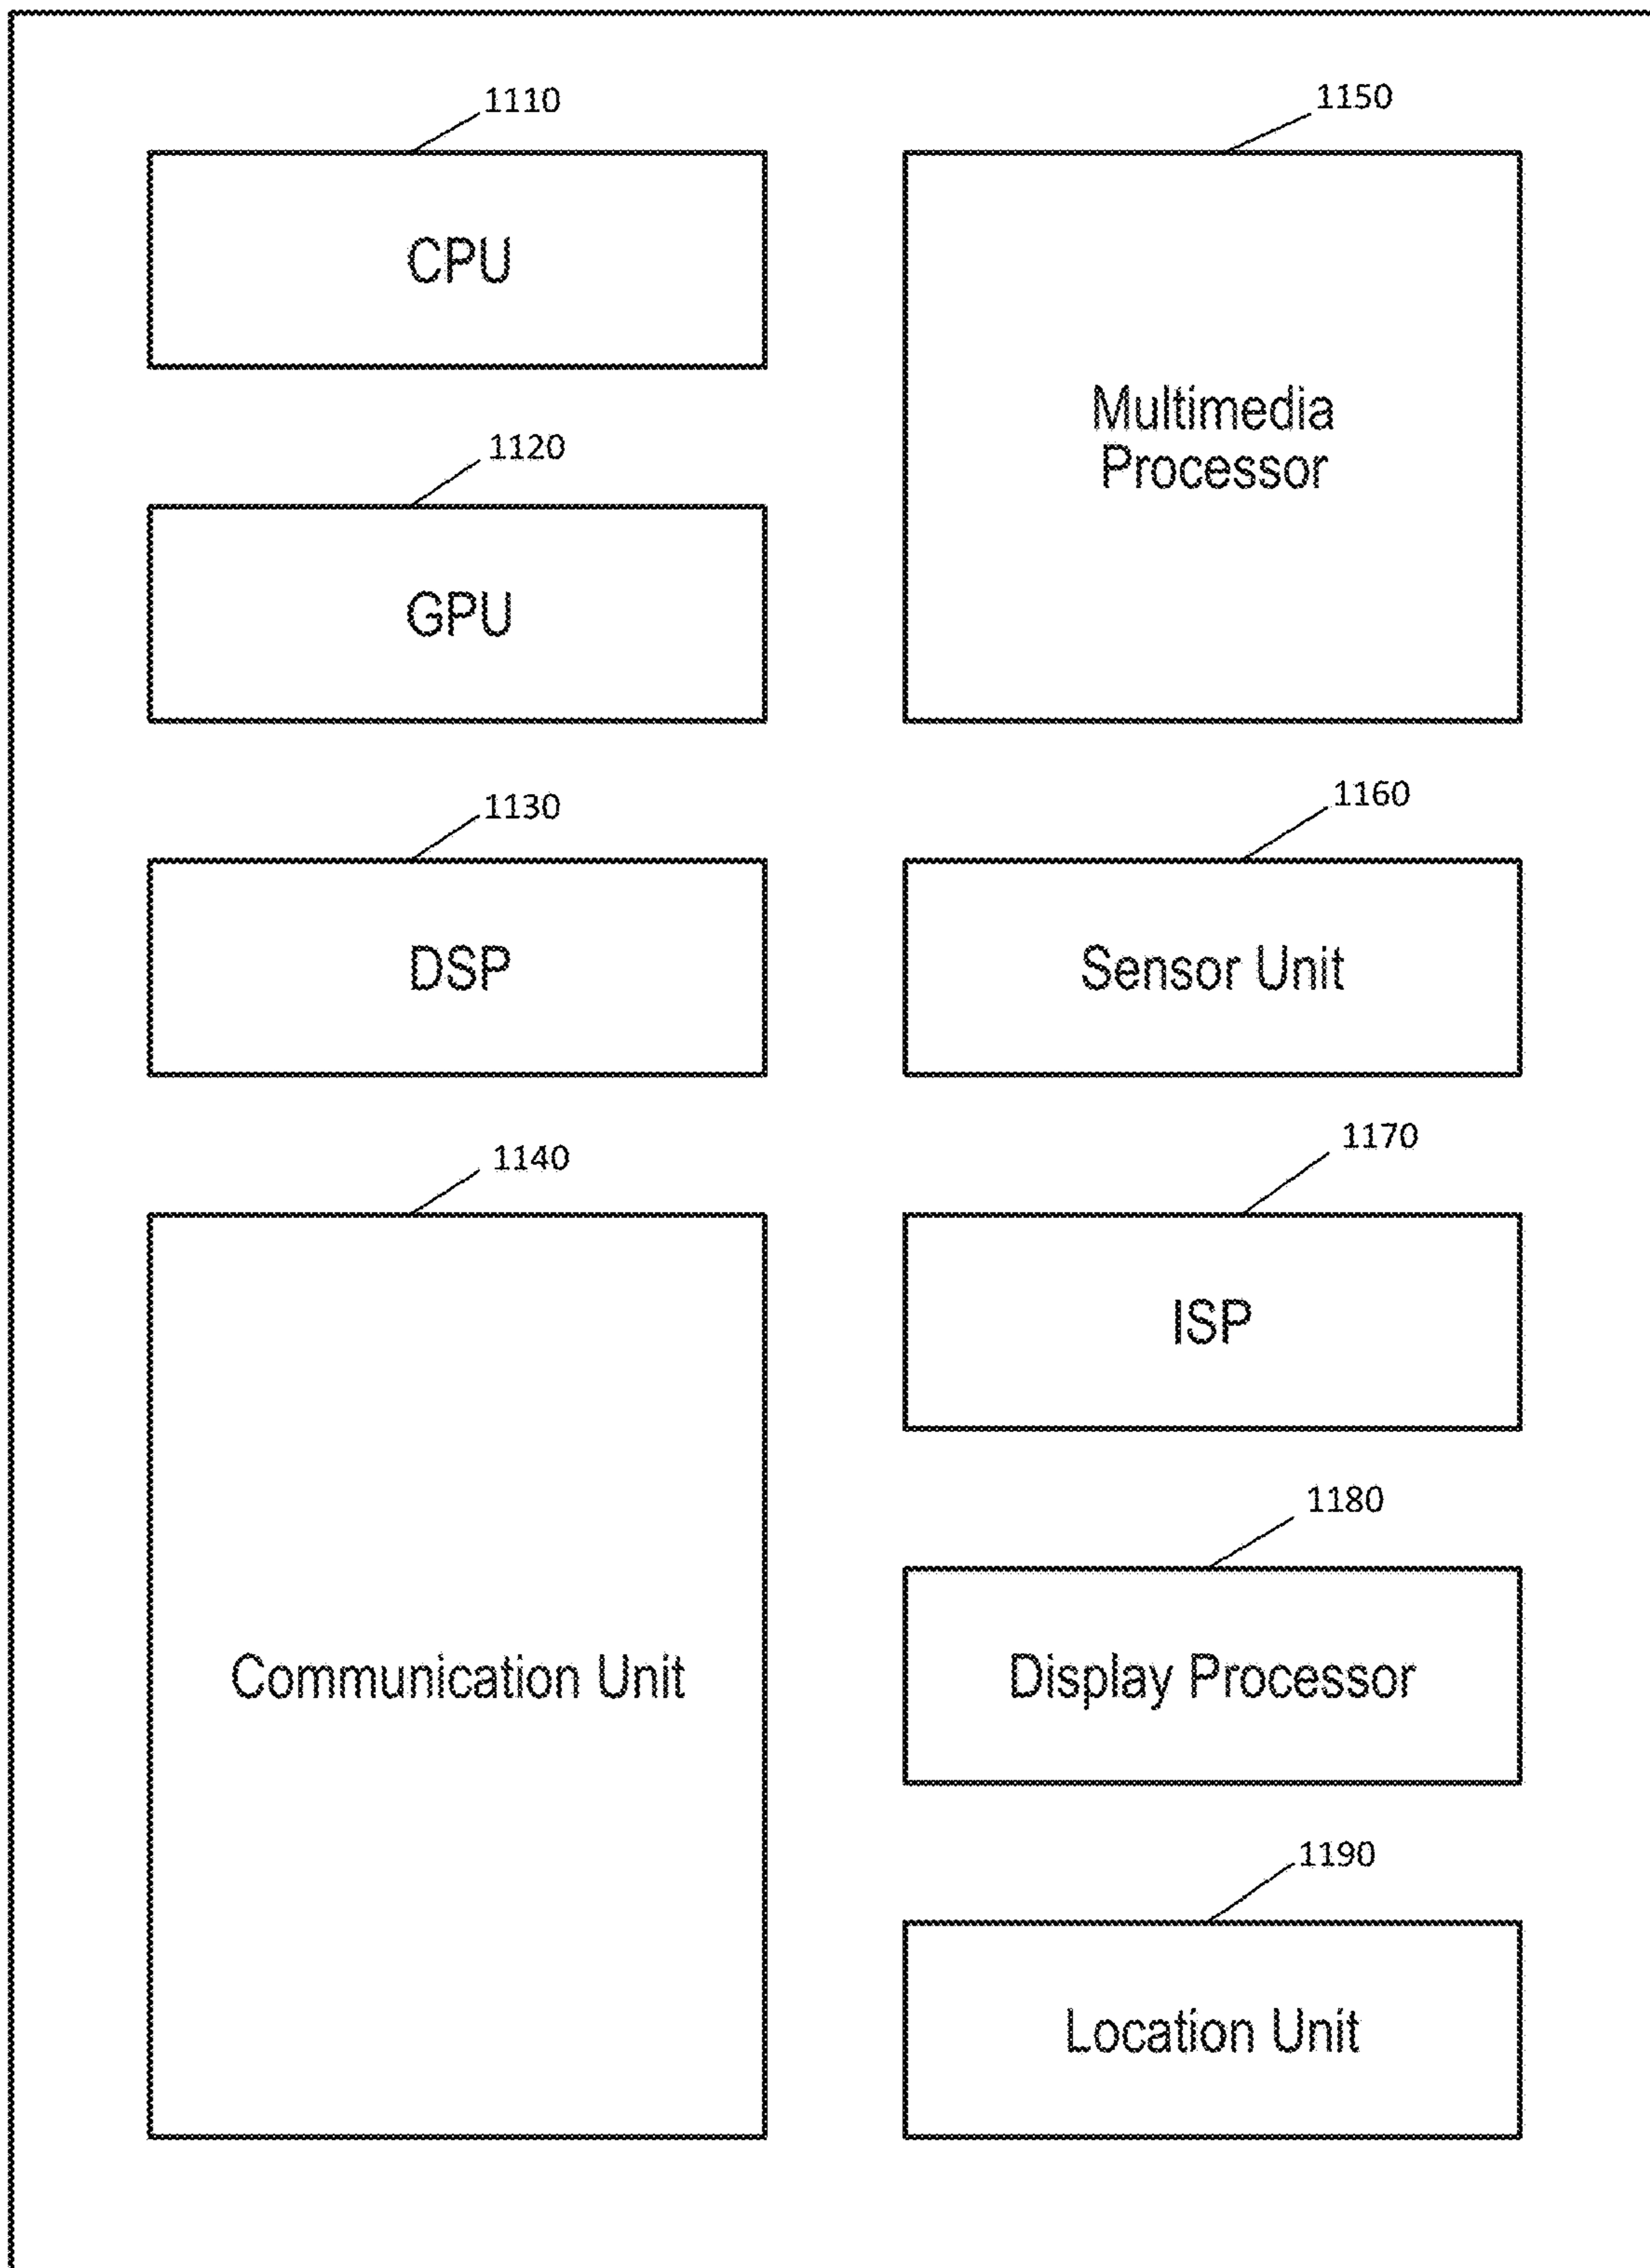 1110
CPU
1120
GPU
1130
DSP
1140
Communication Unit
1150
Multimedia
Processor
1160
Sensor Unit
1170
ISP
1180
Display Processor
1190
Location Unit